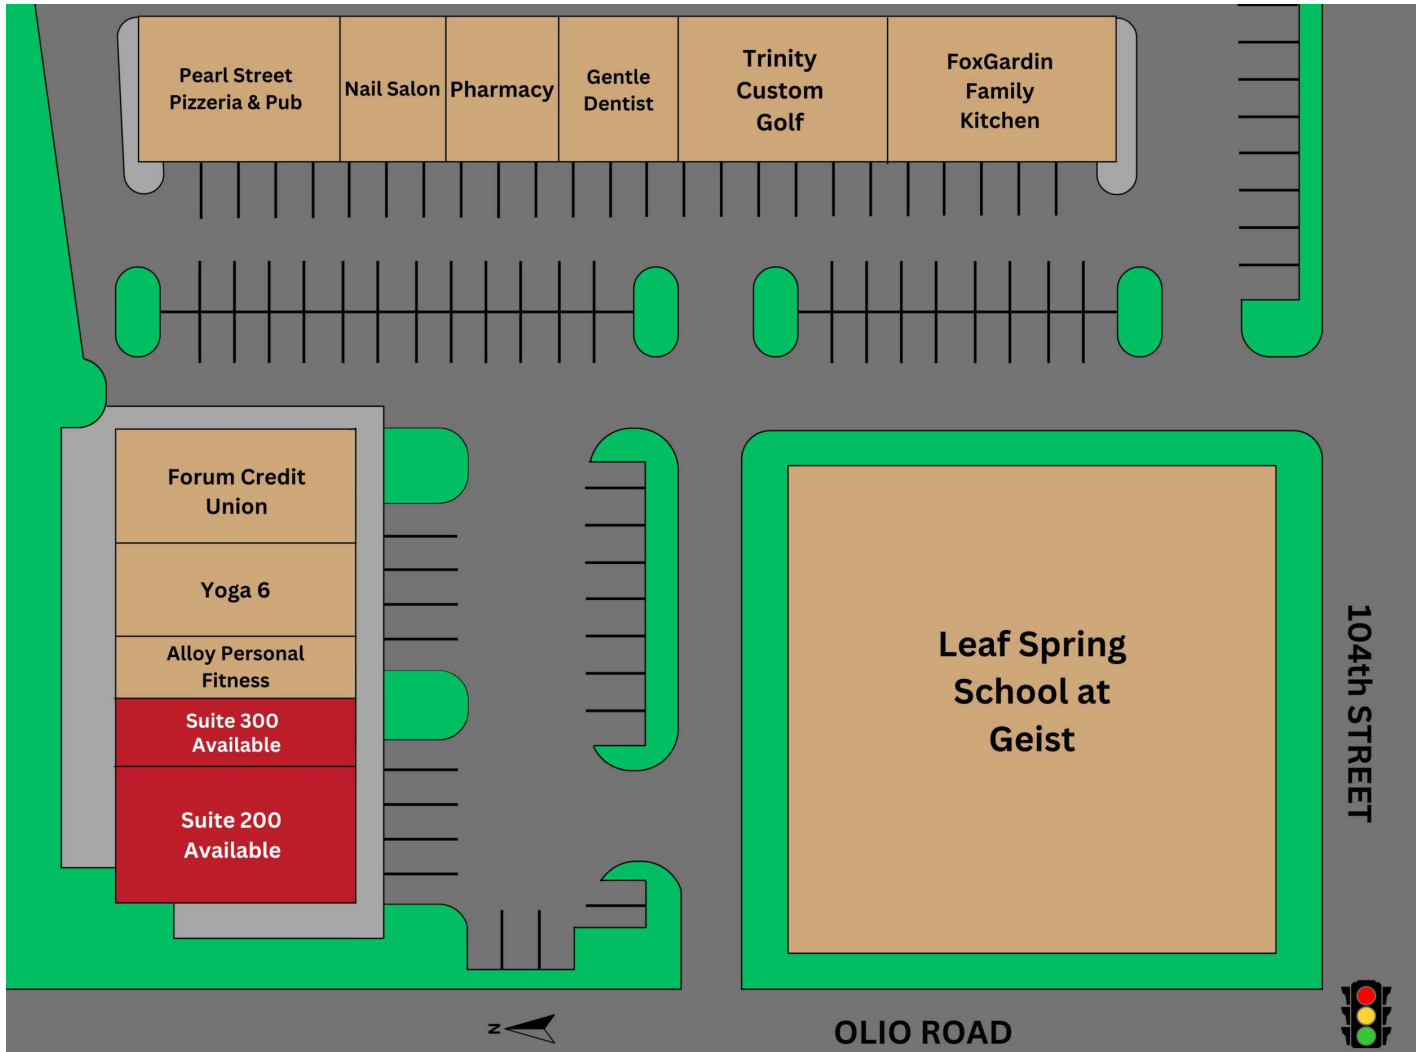 Pearl Street
Pizzeria & Pub
Nail Salon
Pharmacy
Gentle
Dentist
Trinity
Custom
Golf
FoxGardin
Family
Kitchen
Forum Credit
Union
Yoga 6
Alloy Personal
Fitness
Suite 300
Available
Suite 200
Available
Leaf Spring
School at
Geist
104th STREET
N
OLIO ROAD